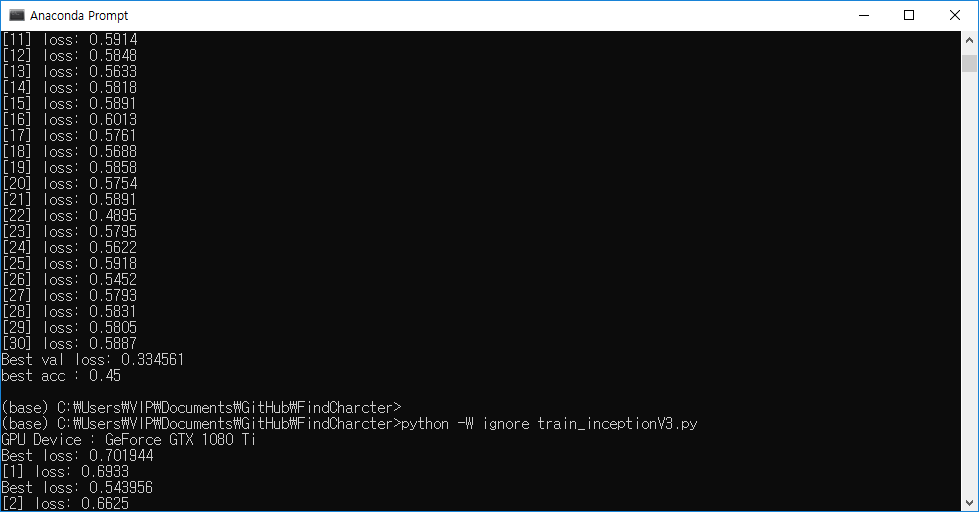 Anaconda Prompt
[11] loss: 0.5914
[12] loss: 0.5848
[13] loss: 0.5633
[14] loss: 0.5818
[15] loss: 0.5891
[16] loss: 0.6013
[17] loss: 0.5761
[18] loss: 0.5688
[19] loss: 0.5858
[20] loss: 0.5754
[21] loss: 0.5891
[22] loss: 0.4895
[23] loss: 0.5795
[24] loss: 0.5622
[25] loss: 0.5918
[26] loss: 0.5452
[27] loss: 0.5793
[28] loss: 0.5831
[29] loss: 0.5805
[30] loss: 0.5887
Best val loss: 0.334561
best acc : 0.45
(base) C:₩Users₩VIP₩Documents₩GitHub₩FindCharcter>
(base) C:₩Users₩VIP₩Documents₩GitHub₩FindCharcter>python -W ignore train_inceptionV3.py
GPU Device : GeForce GTX 1080 Ti
Best loss: 0.701944
[1] loss: 0.6933
Best loss: 0.543956
[2] loss: 0.6625